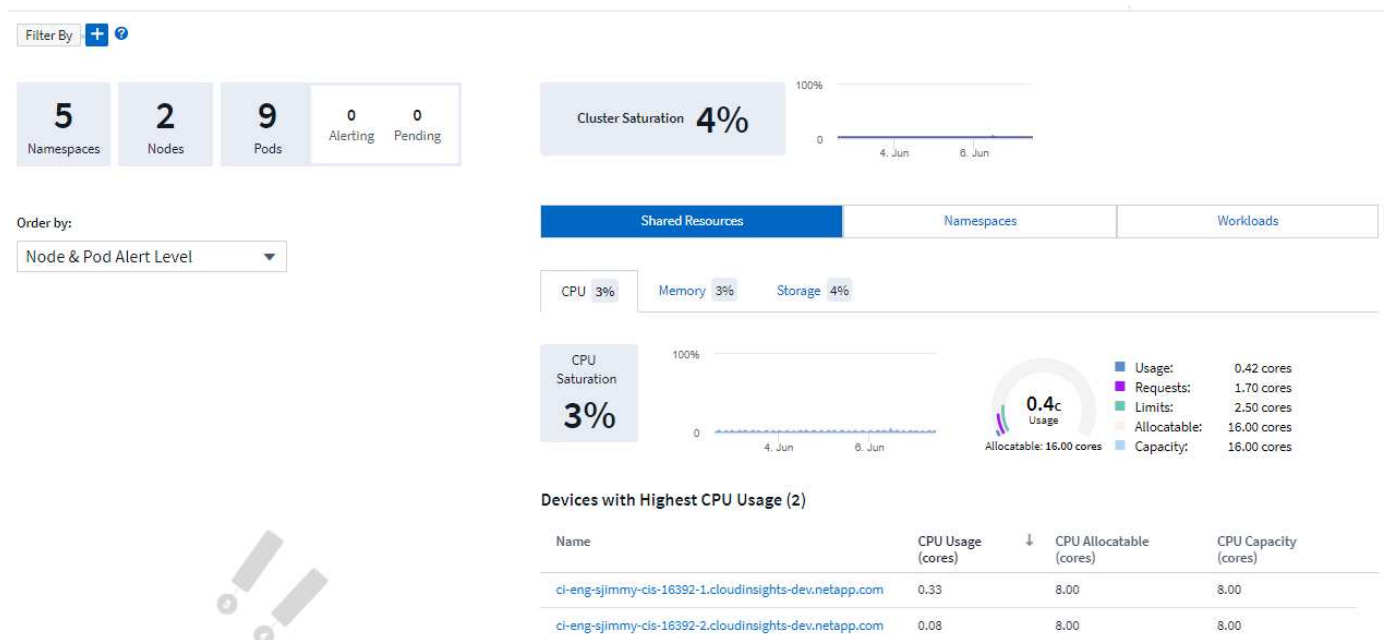 Filter By + ?
5
Namespaces
2
Nodes
9
Pods
0
Alerting
0
Pending
Cluster Saturation 4%
100%
0
4. Jun
6. Jun
Order by:
Node & Pod Alert Level
Shared Resources
Namespaces
Workloads
CPU 3%
Memory 3%
Storage 4%
CPU
Saturation
3%
100%
0
4. Jun
6. Jun
0.4c
Usage
Allocatable: 16.00 cores
Usage: 0.42 cores
Requests: 1.70 cores
Limits: 2.50 cores
Allocatable: 16.00 cores
Capacity: 16.00 cores
Devices with Highest CPU Usage (2)
Name
CPU Usage
(cores)
↓
CPU Allocatable
(cores)
CPU Capacity
(cores)
ci-eng-sjimmy-cis-16392-1.cloudinsights-dev.netapp.com 0.33 8.00 8.00
ci-eng-sjimmy-cis-16392-2.cloudinsights-dev.netapp.com 0.08 8.00 8.00